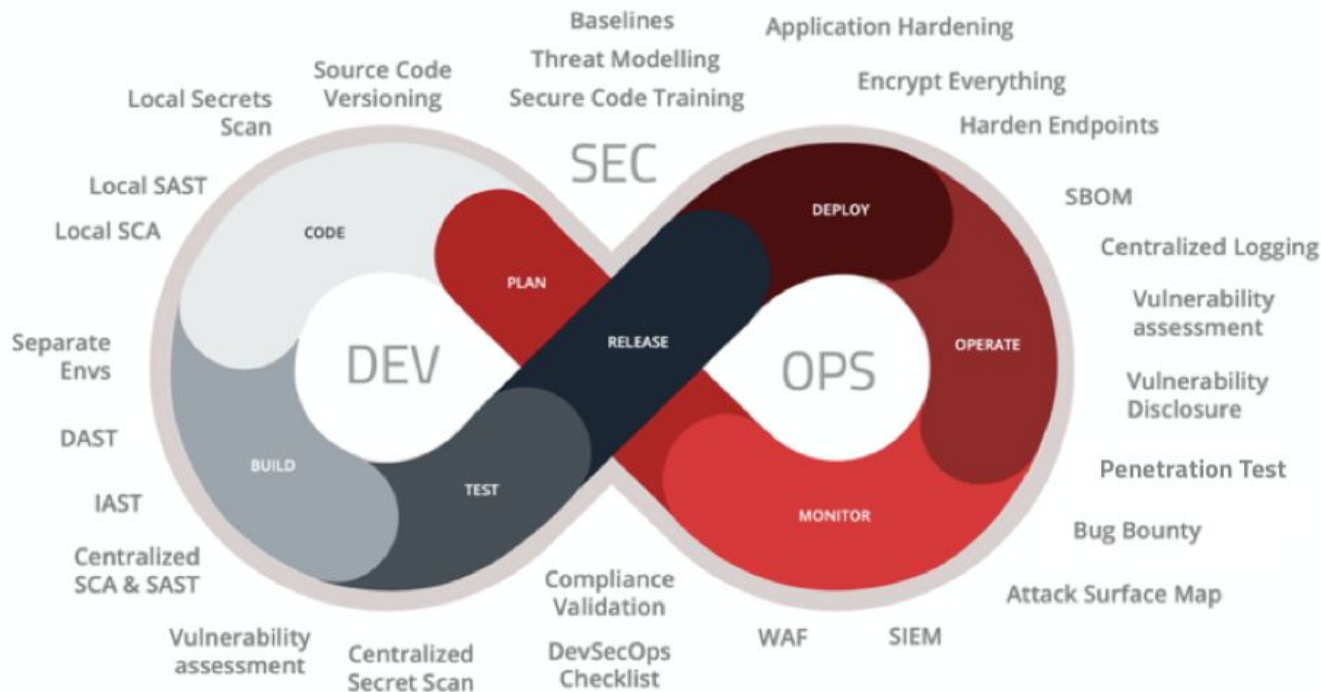 Baselines
Threat Modelling
Secure Code Training
Application Hardening
Encrypt Everything
Harden Endpoints
Source Code
Versioning
Local Secrets
Scan
Local SAST
Local SCA
SEC
CODE
PLAN
DEPLOY
SBOM
Centralized Logging
Vulnerability
assessment
Vulnerability
Disclosure
Penetration Test
Bug Bounty
Attack Surface Map
DEV
RELEASE
OPS
OPERATE
Separate
Envs
DAST
IAST
Centralized
SCA & SAST
BUILD
TEST
MONITOR
Vulnerability
assessment
Centralized
Secret Scan
Compliance
Validation
DevSecOps
Checklist
WAF
SIEM